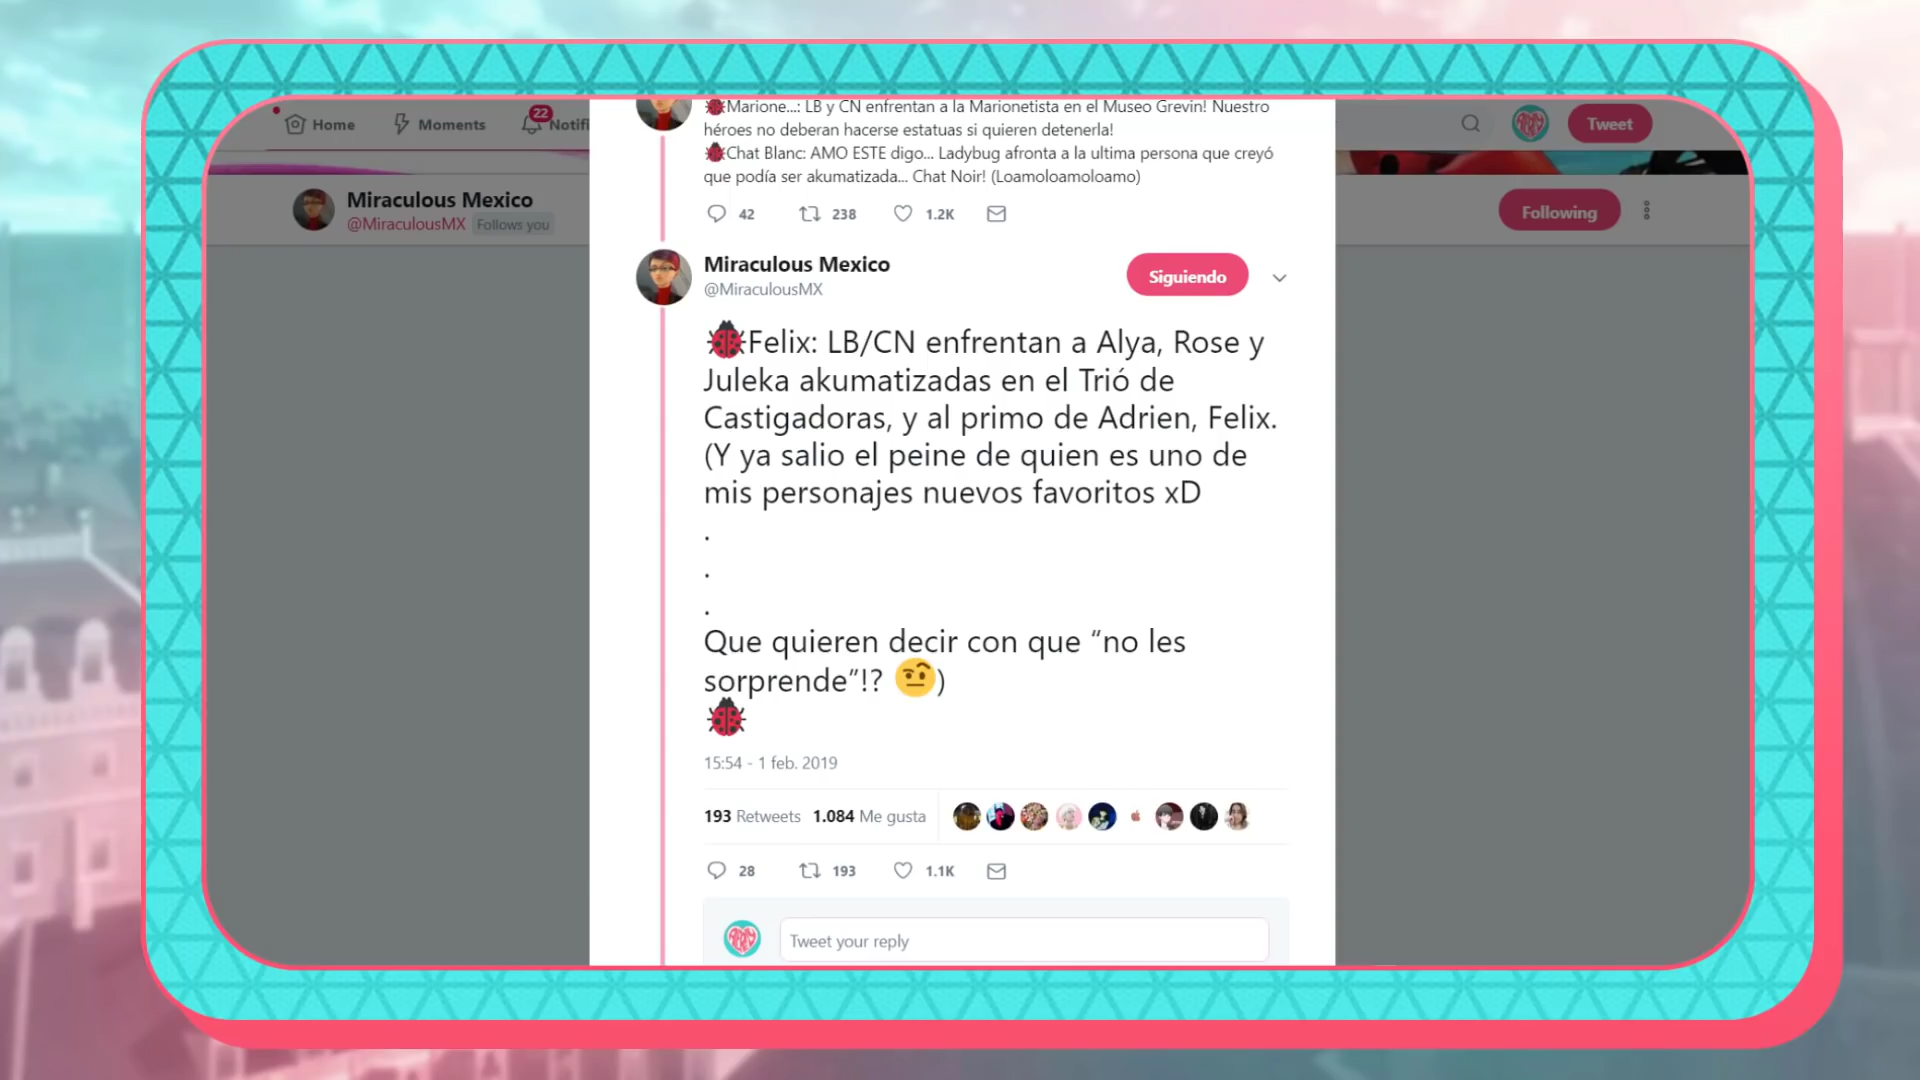 🐞Marione...: LB y CN enfrentan a la Marionetista en el Museo Grevin! Nuestro
héroes no deberan hacerse estatuas si quieren detenerla!
🐞Chat Blanc: AMO ESTE digo... Ladybug afronta a la ultima persona que creyó
que podía ser akumatizada... Chat Noir! (Loamoloamoloamo)
42 238 1.2K
Home Moments 22 Notifi
Tweet
Miraculous Mexico
@MiraculousMX Follows you
Following
Miraculous Mexico
@MiraculousMX
Siguiendo
🐞Felix: LB/CN enfrentan a Alya, Rose y
Juleka akumatizadas en el Trió de
Castigadoras, y al primo de Adrien, Felix.
(Y ya salio el peine de quien es uno de
mis personajes nuevos favoritos xD
.
.
.
Que quieren decir con que “no les
sorprende”!? 🤨)
🐞
15:54 - 1 feb. 2019
193 Retweets 1.084 Me gusta
28 193 1.1K
Tweet your reply